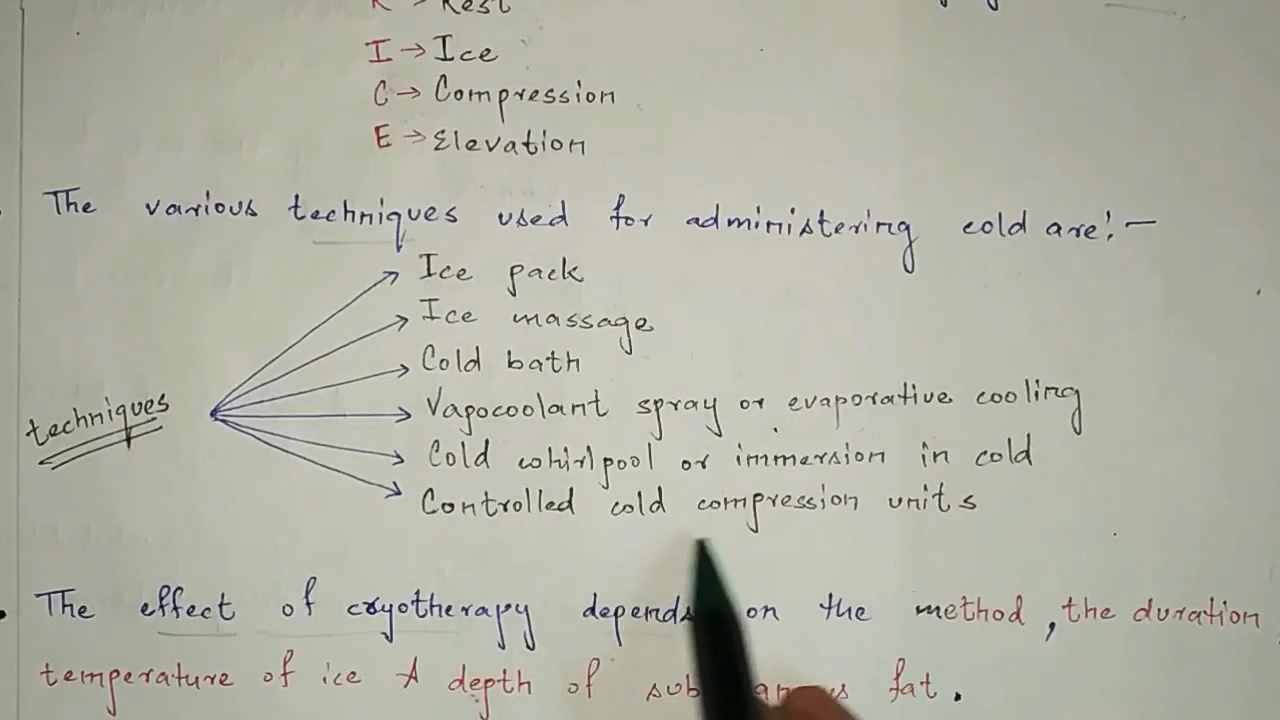 R → Rest
I → Ice
C → Compression
E → Elevation
The various techniques used for administering cold are:-
Ice pack
Ice massage
Cold bath
techniques
Vapocoolant spray or evaporative cooling
Cold whirlpool or immersion in cold
Controlled cold compression units
The effect of cryotherapy depends on the method, the duration
temperature of ice & depth of fat.